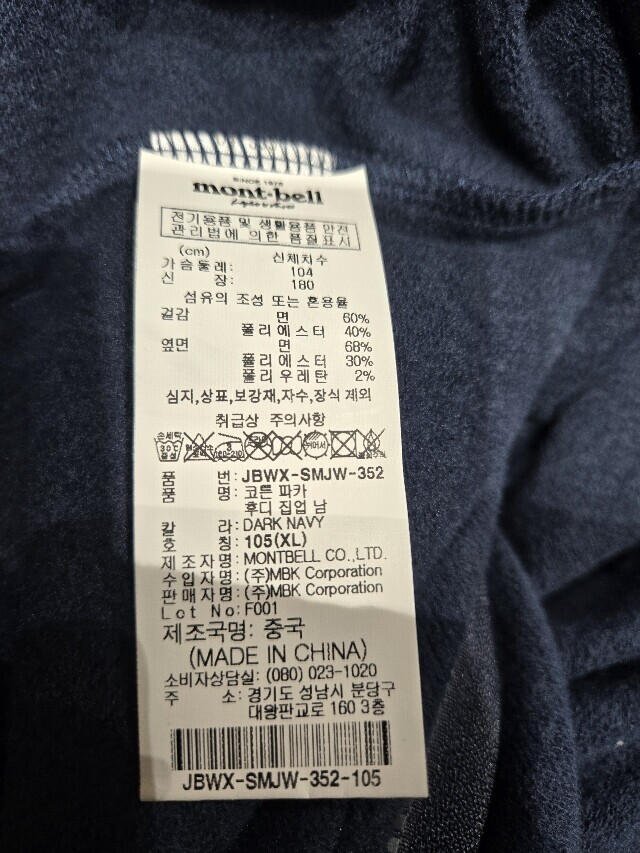 SINCE 1975
mont-bell
전기용품 및 생활용품 안전
관리법에 의한 품질표시
(cm) 신체치수
가슴둘레: 104
신 장: 180
섬유의 조성 또는 혼용율
겉감 면 60%
폴리에스터 40%
옆면 면 68%
폴리에스터 30%
폴리우레탄 2%
심지,상표,보강재,자수,장식 제외
취급상 주의사항
손세탁
30℃
품 번: JBWX-SMJW-352
품 명: 코튼 파카
후디 집업 남
칼 라: DARK NAVY
호 칭: 105(XL)
제조자명: MONTBELL CO.,LTD.
수입자명: (주)MBK Corporation
판매자명: (주)MBK Corporation
Lot No: F001
제조국명: 중국
(MADE IN CHINA)
소비자상담실: (080) 023-1020
주 소: 경기도 성남시 분당구
대왕판교로 160 3층
JBWX-SMJW-352-105